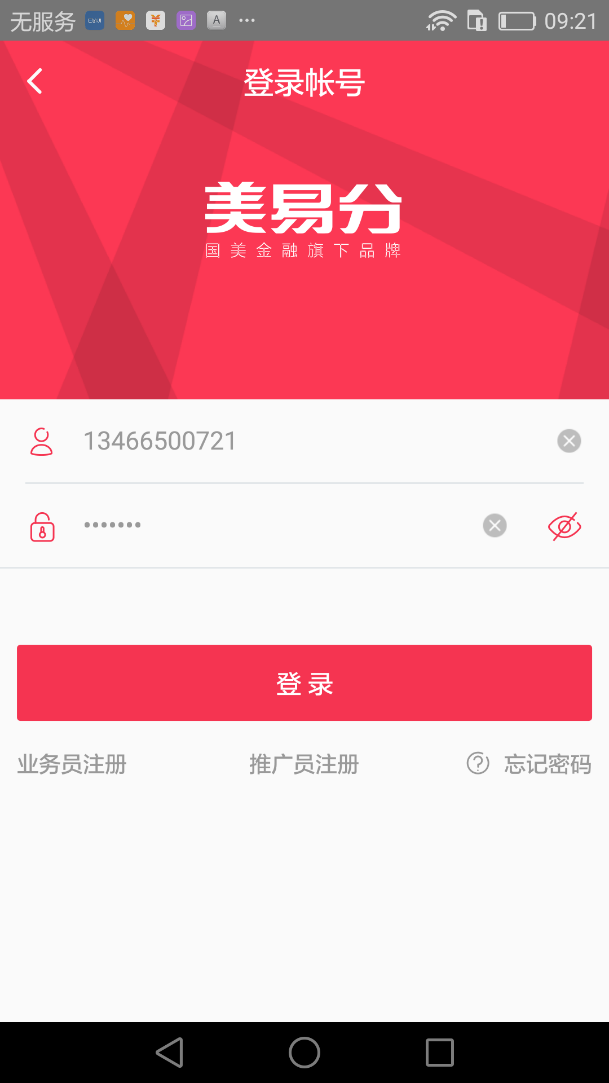 无服务 09:21
登录帐号
美易分
国美金融旗下品牌
13466500721
•••••••
登录
业务员注册 推广员注册 忘记密码